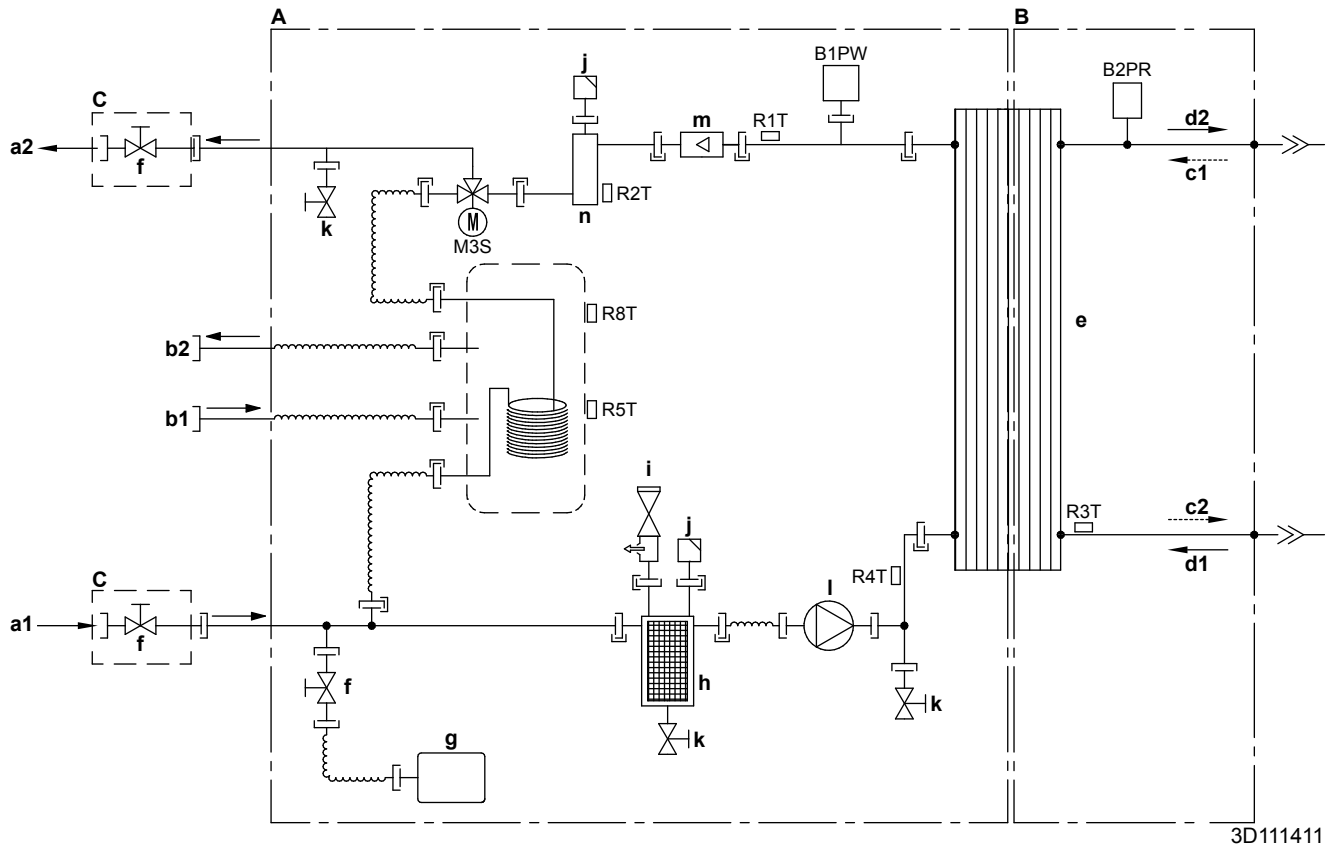 A
B
B1PW
j
B2PR
C
m
R1T
d2
a2
f
c1
R2T
k
n
M
M3S
R8T
e
b2
R5T
b1
i
R3T
c2
j
C
R4T
l
d1
a1
f
f
h
k
k
g
3D111411